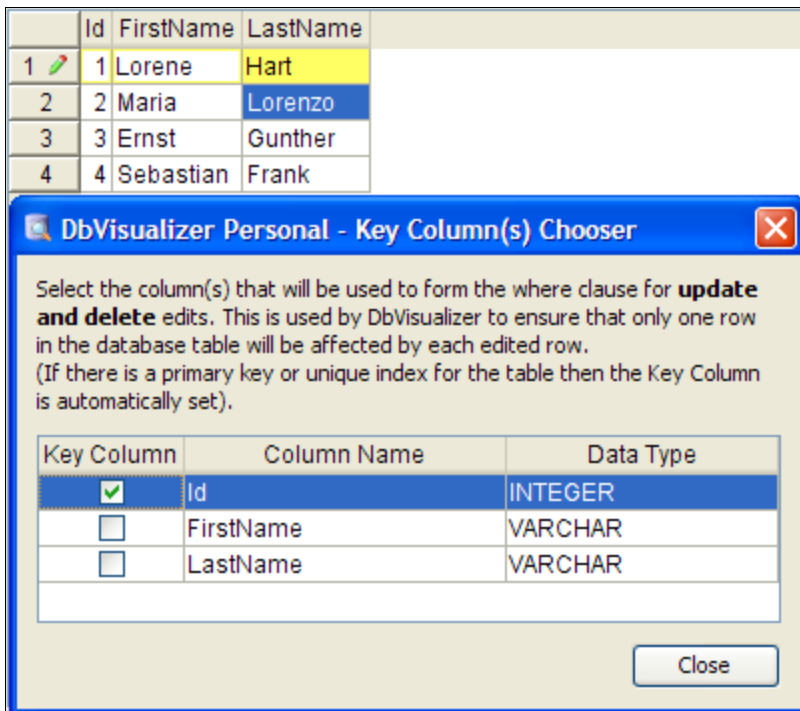 Id FirstName LastName
1 1 Lorene Hart
2 2 Maria Lorenzo
3 3 Ernst Gunther
4 4 Sebastian Frank
DbVisualizer Personal - Key Column(s) Chooser
Select the column(s) that will be used to form the where clause for update
and delete edits. This is used by DbVisualizer to ensure that only one row
in the database table will be affected by each edited row.
(If there is a primary key or unique index for the table then the Key Column
is automatically set).
Key Column Column Name Data Type
Id INTEGER
FirstName VARCHAR
LastName VARCHAR
Close